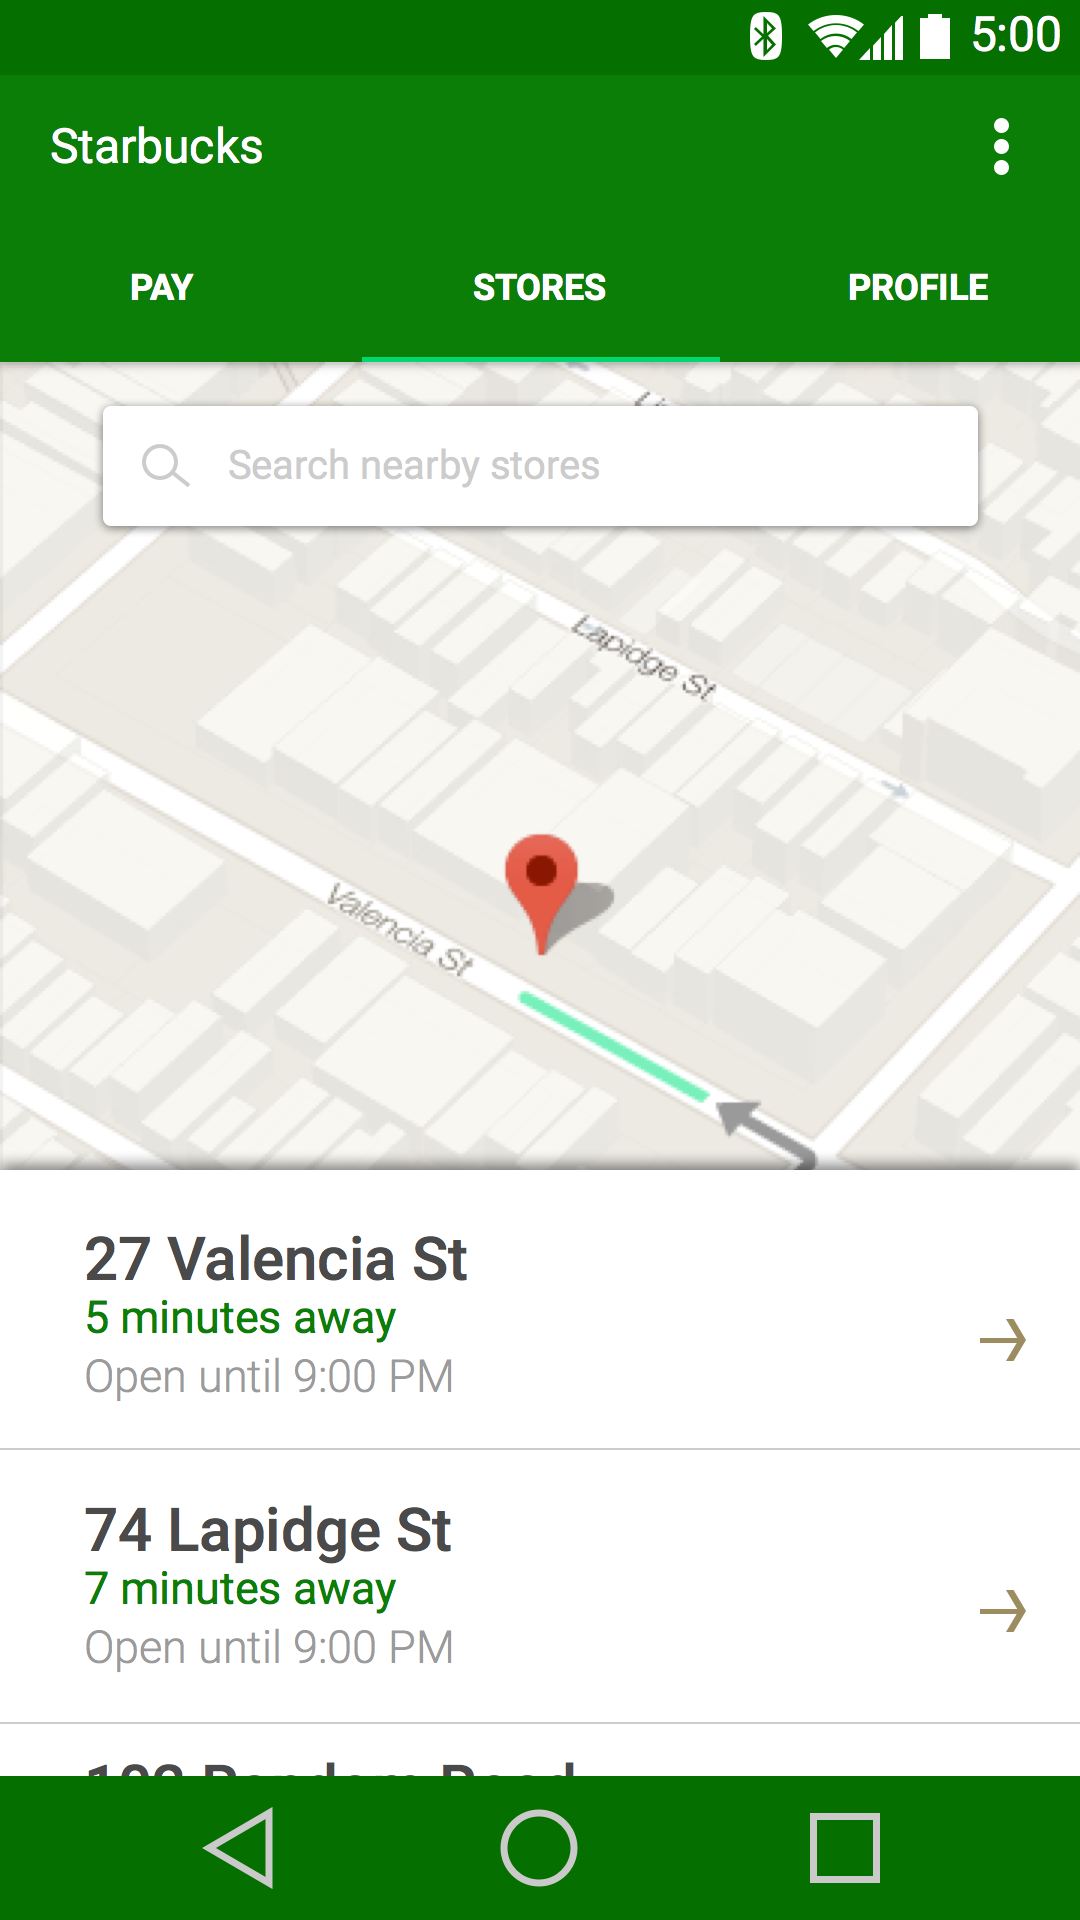 5:00
Starbucks
PAY
STORES
PROFILE
Search nearby stores
Lapidge St
Valencia St
27 Valencia St
5 minutes away
Open until 9:00 PM
74 Lapidge St
7 minutes away
Open until 9:00 PM